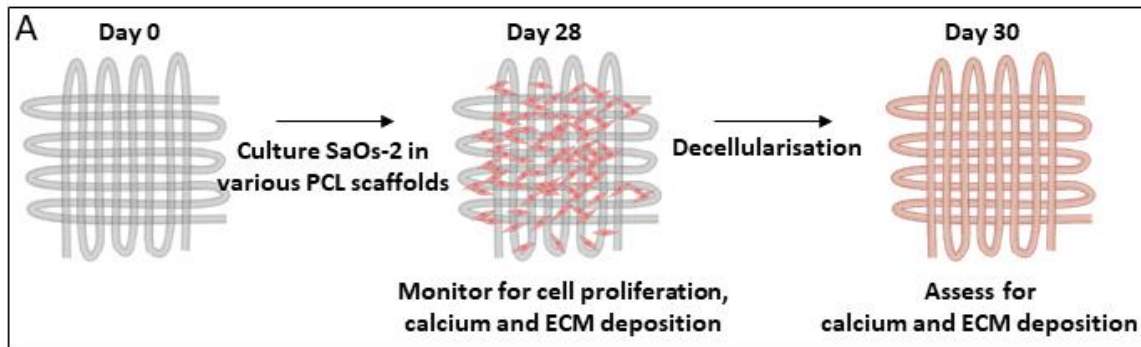 A
Day 0
Day 28
Day 30
Culture SaOs-2 in
various PCL scaffolds
Decellularisation
Monitor for cell proliferation,
calcium and ECM deposition
Assess for
calcium and ECM deposition